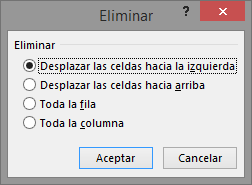 Eliminar
?
Eliminar
Desplazar las celdas hacia la izquierda
Desplazar las celdas hacia arriba
Toda la fila
Toda la columna
Aceptar Cancelar